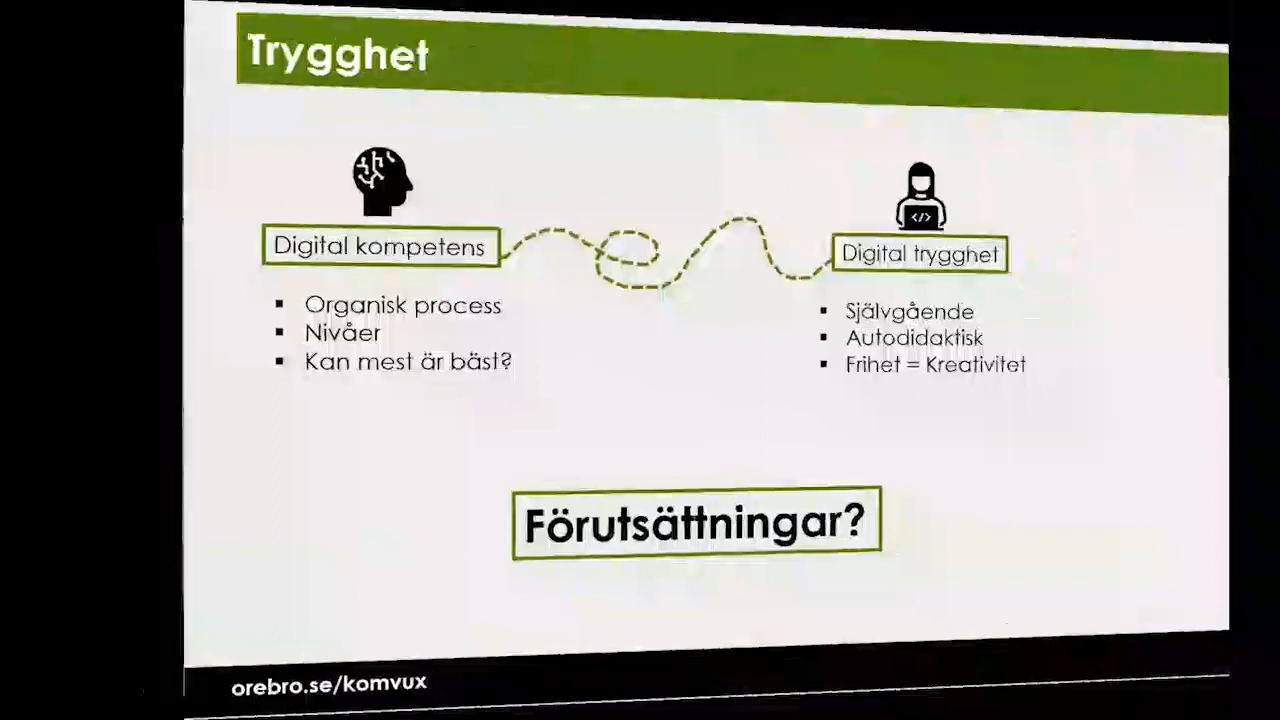 Trygghet
Digital kompetens
Organisk process
Nivåer
Kan mest är bäst?
Digital trygghet
Självgående
Autodidaktisk
Frihet = Kreativitet
Förutsättningar?
orebro.se/komvux